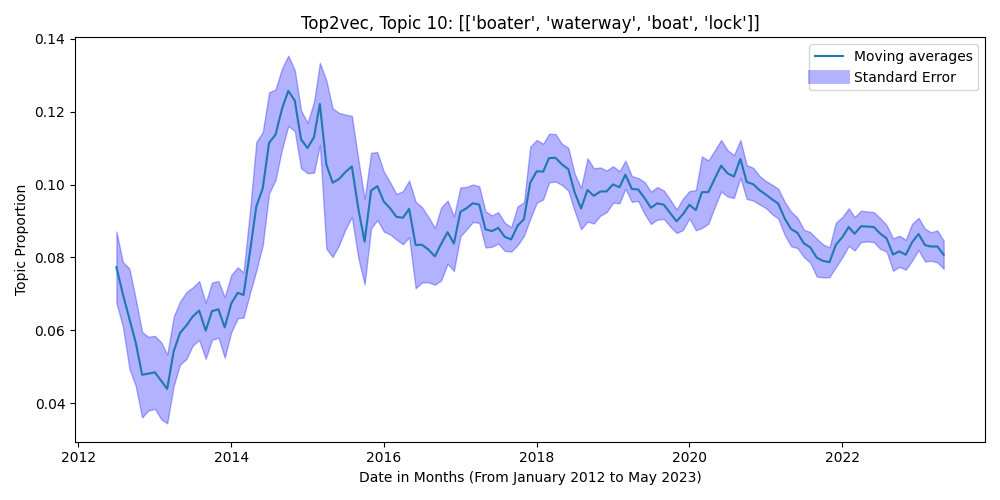 Top2vec, Topic 10: [['boater', 'waterway', 'boat', 'lock']]
Moving averages
Standard Error
Topic Proportion
0.14
0.12
0.10
0.08
0.06
0.04
2012 2014 2016 2018 2020 2022
Date in Months (From January 2012 to May 2023)